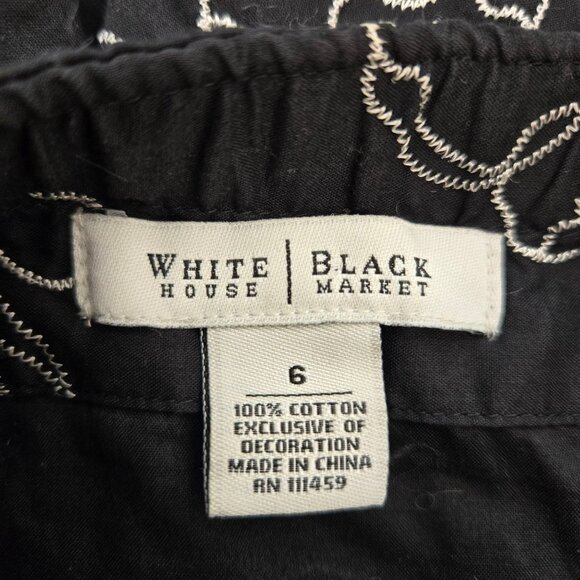 WHITE | BLACK
HOUSE | MARKET
6
100% COTTON
EXCLUSIVE OF
DECORATION
MADE IN CHINA
RN 111459